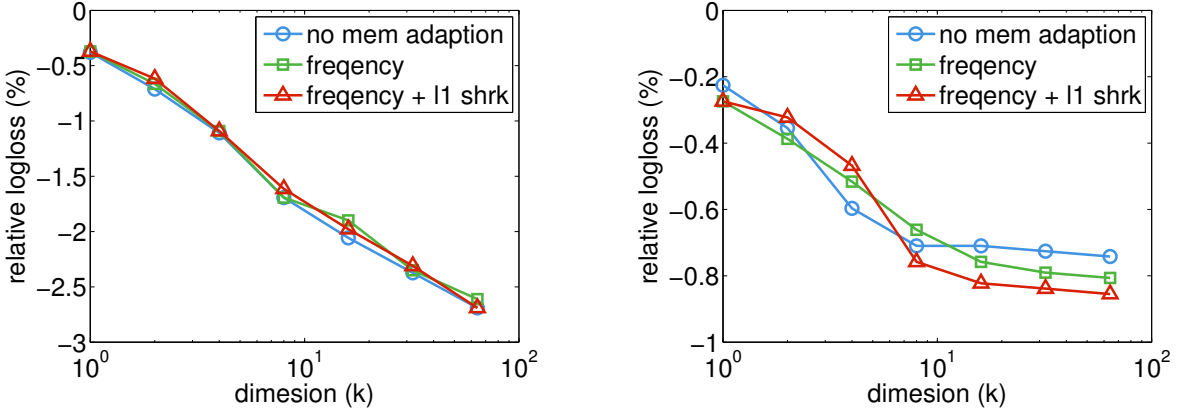 0
−0.5
−1
−1.5
−2
−2.5
−3
relative logloss (%)
10^0
10^1
10^2
dimesion (k)
no mem adaption
freqency
freqency + l1 shrk
0
−0.2
−0.4
−0.6
−0.8
−1
relative logloss (%)
10^0
10^1
10^2
dimesion (k)
no mem adaption
freqency
freqency + l1 shrk